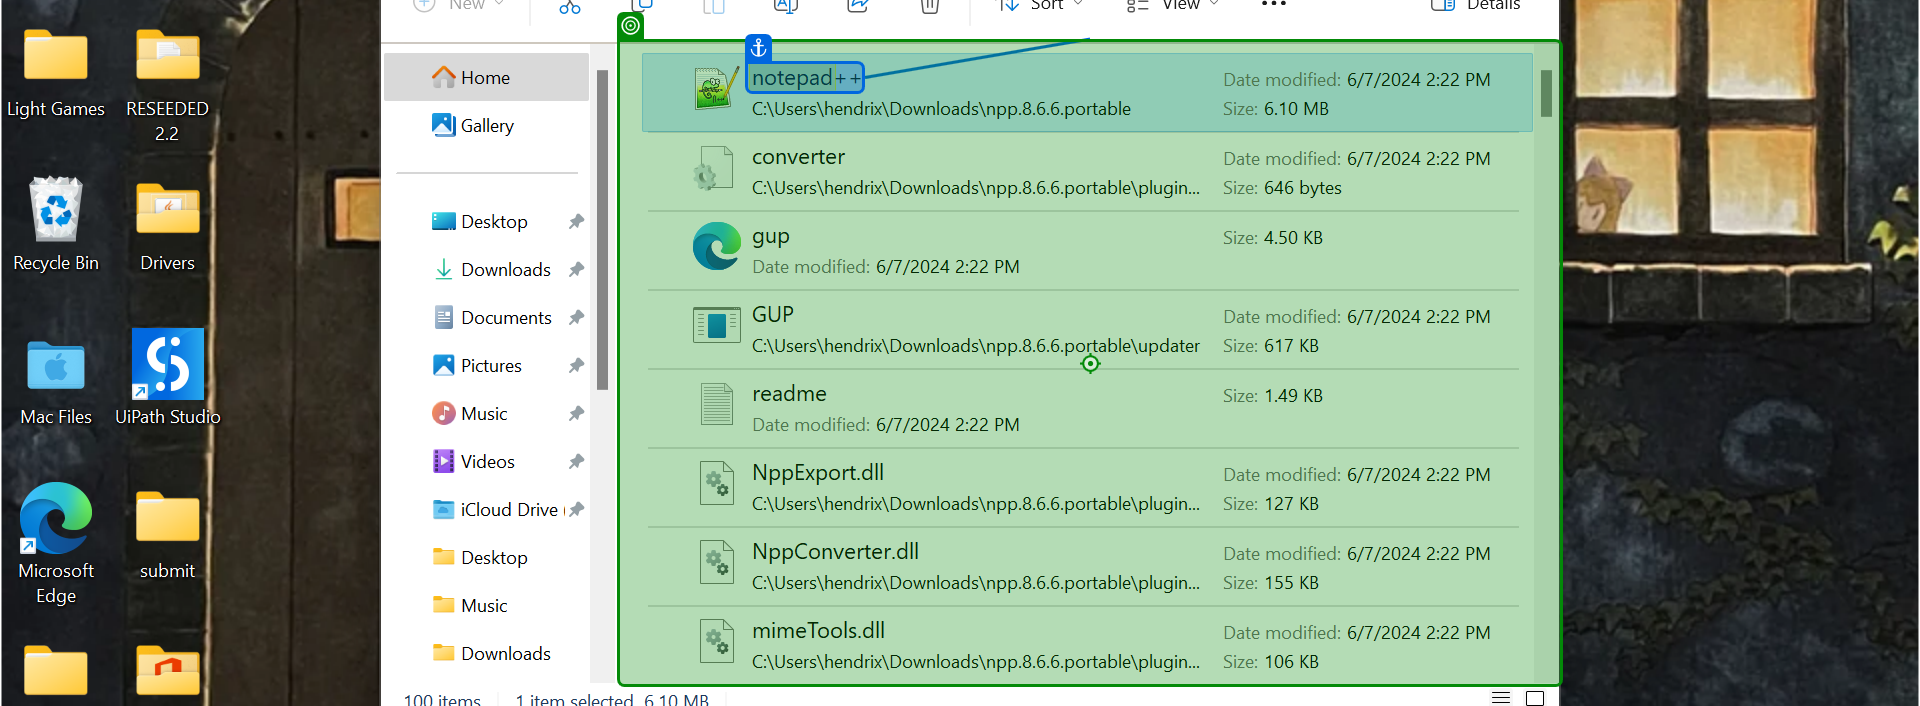 New
Sort
View
Details
Light Games
RESEEDED
2.2
Recycle Bin
Drivers
Mac Files
UiPath Studio
Microsoft
Edge
submit
Home
Gallery
Desktop
Downloads
Documents
Pictures
Music
Videos
iCloud Drive (
Desktop
Music
Downloads
notepad++
Date modified: 6/7/2024 2:22 PM
C:\Users\hendrix\Downloads\npp.8.6.6.portable
Size: 6.10 MB
converter
Date modified: 6/7/2024 2:22 PM
C:\Users\hendrix\Downloads\npp.8.6.6.portable\plugin...
Size: 646 bytes
gup
Size: 4.50 KB
Date modified: 6/7/2024 2:22 PM
GUP
Date modified: 6/7/2024 2:22 PM
C:\Users\hendrix\Downloads\npp.8.6.6.portable\updater
Size: 617 KB
readme
Size: 1.49 KB
Date modified: 6/7/2024 2:22 PM
NppExport.dll
Date modified: 6/7/2024 2:22 PM
C:\Users\hendrix\Downloads\npp.8.6.6.portable\plugin...
Size: 127 KB
NppConverter.dll
Date modified: 6/7/2024 2:22 PM
C:\Users\hendrix\Downloads\npp.8.6.6.portable\plugin...
Size: 155 KB
mimeTools.dll
Date modified: 6/7/2024 2:22 PM
C:\Users\hendrix\Downloads\npp.8.6.6.portable\plugin...
Size: 106 KB
100 items
1 item selected 6.10 MB